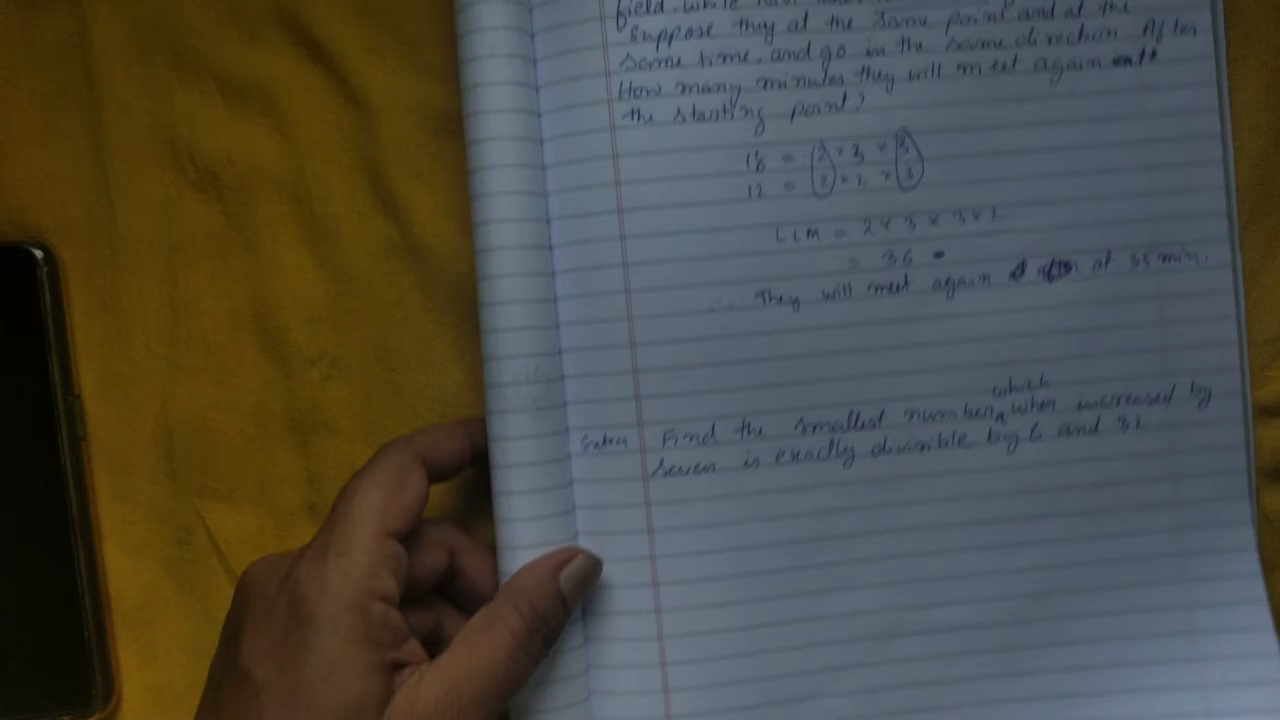 field. while
Suppose they at the same point and at the
same time, and go in the same direction. After
How many minutes they will meet again
the starting point?
18 = 2 × 3 × 3
12 = 2 × 2 × 3
LCM = 2 × 3 × 3 × 2
= 36
∴ They will meet again at 36 min.
which
Find the smallest number, when increased by
seven is exactly divisible by 6 and 32